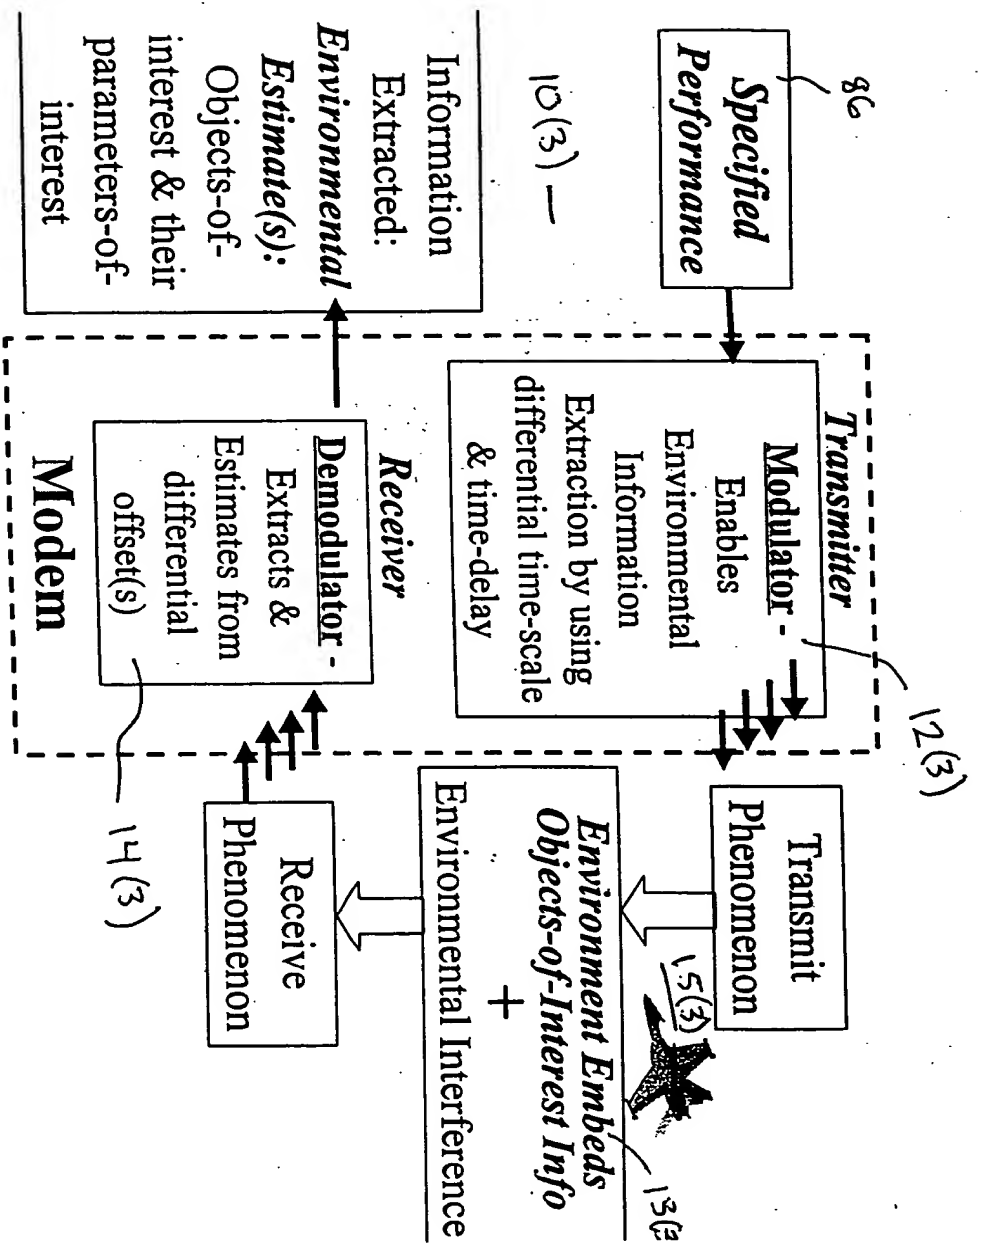 86
Specified
Performance
10(3)
Transmitter
Modulator -
Enables
Environmental
Information
Extraction by using
differential time-scale
& time-delay
12(3)
Transmit
Phenomenon
15(3)
Environment Embeds
Objects-of-Interest Info
+
Environmental Interference
Receive
Phenomenon
Receiver
Demodulator -
Extracts &
Estimates from
differential
offset(s)
14(3)
Modem
Information
Extracted:
Environmental
Estimate(s):
Objects-of-
interest & their
parameters-of-
interest